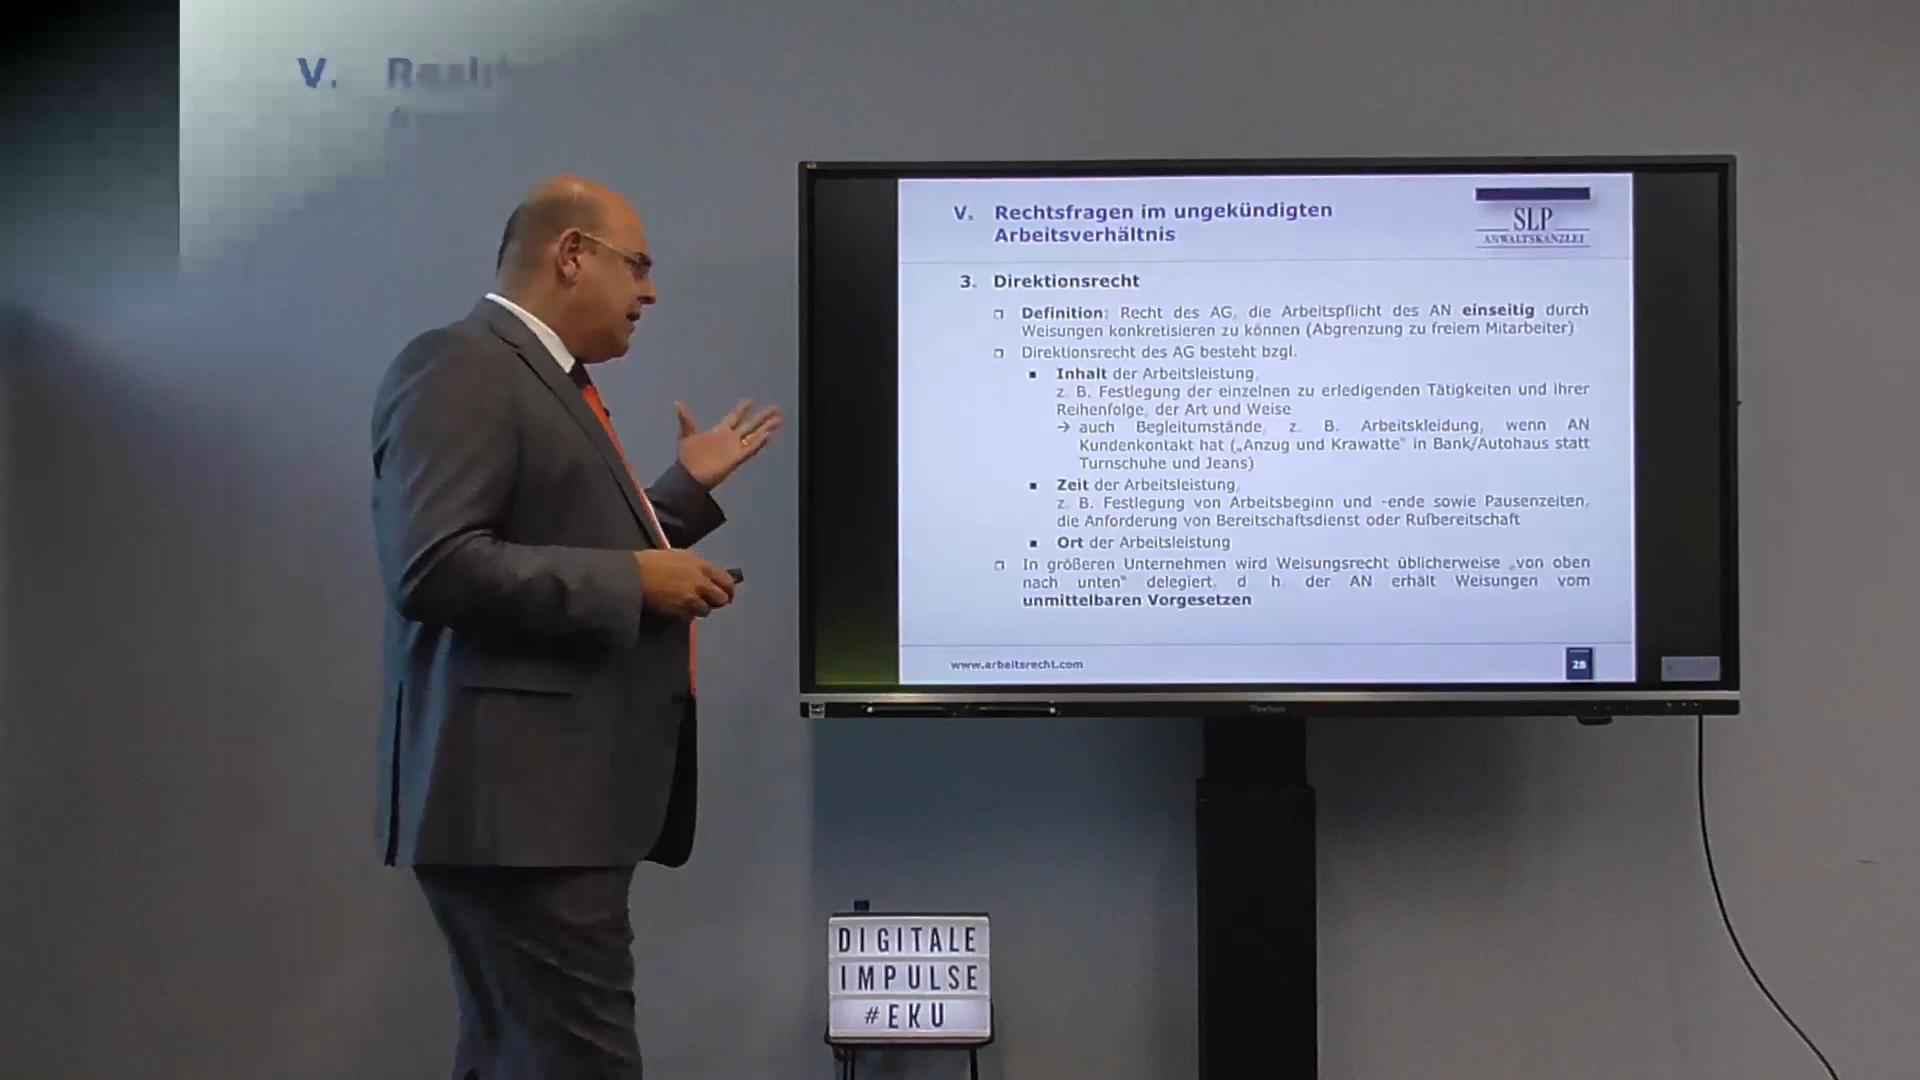 V.
V. Rechtsfragen im ungekündigten
Arbeitsverhältnis
SLP
ANWALTSKANZLEI
3. Direktionsrecht
Definition: Recht des AG, die Arbeitspflicht des AN einseitig durch
Weisungen konkretisieren zu können (Abgrenzung zu freiem Mitarbeiter)
Direktionsrecht des AG besteht bzgl.
Inhalt der Arbeitsleistung,
z. B. Festlegung der einzelnen zu erledigenden Tätigkeiten und ihrer
Reihenfolge, der Art und Weise
→ auch Begleitumstände, z. B. Arbeitskleidung, wenn AN
Kundenkontakt hat („Anzug und Krawatte“ in Bank/Autohaus statt
Turnschuhe und Jeans)
Zeit der Arbeitsleistung,
z. B. Festlegung von Arbeitsbeginn und -ende sowie Pausenzeiten,
die Anforderung von Bereitschaftsdienst oder Rufbereitschaft
Ort der Arbeitsleistung
In größeren Unternehmen wird Weisungsrecht üblicherweise „von oben
nach unten“ delegiert, d. h. der AN erhält Weisungen vom
unmittelbaren Vorgesetzen
www.arbeitsrecht.com
28
ViewSonic
DIGITALE
IMPULSE
#EKU